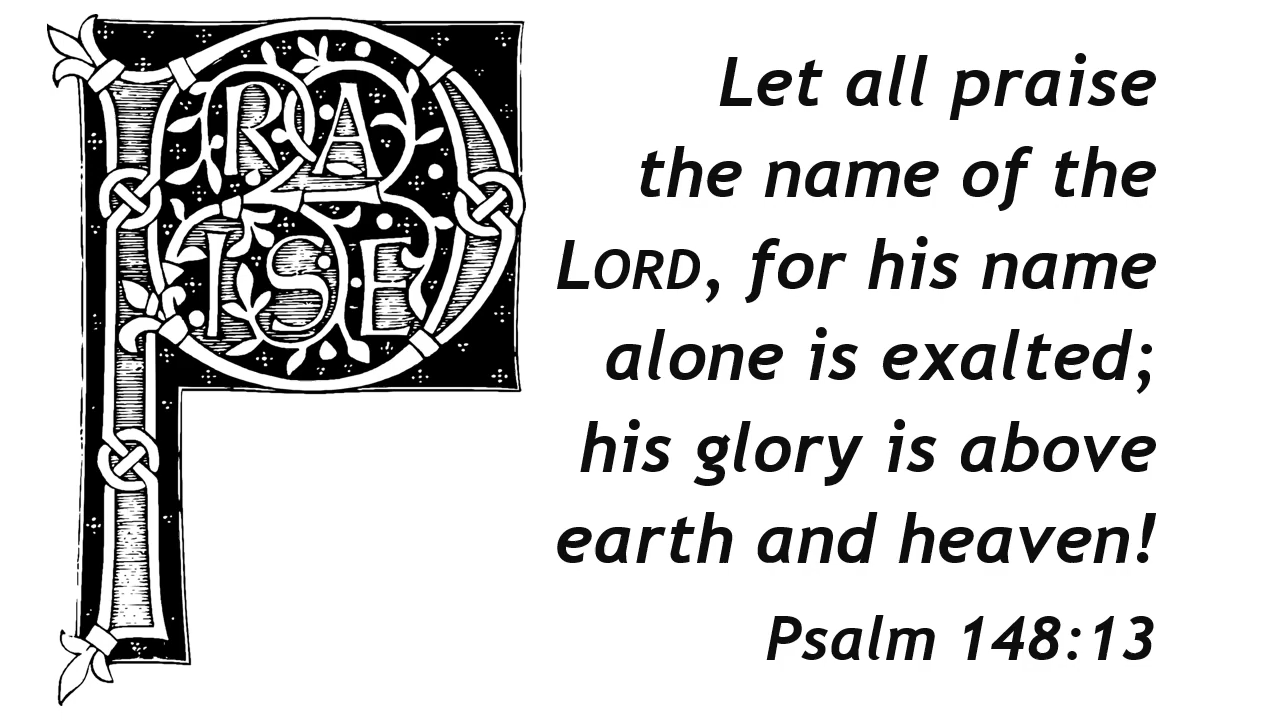 PRAISE
Let all praise
the name of the
LORD, for his name
alone is exalted;
his glory is above
earth and heaven!
Psalm 148:13